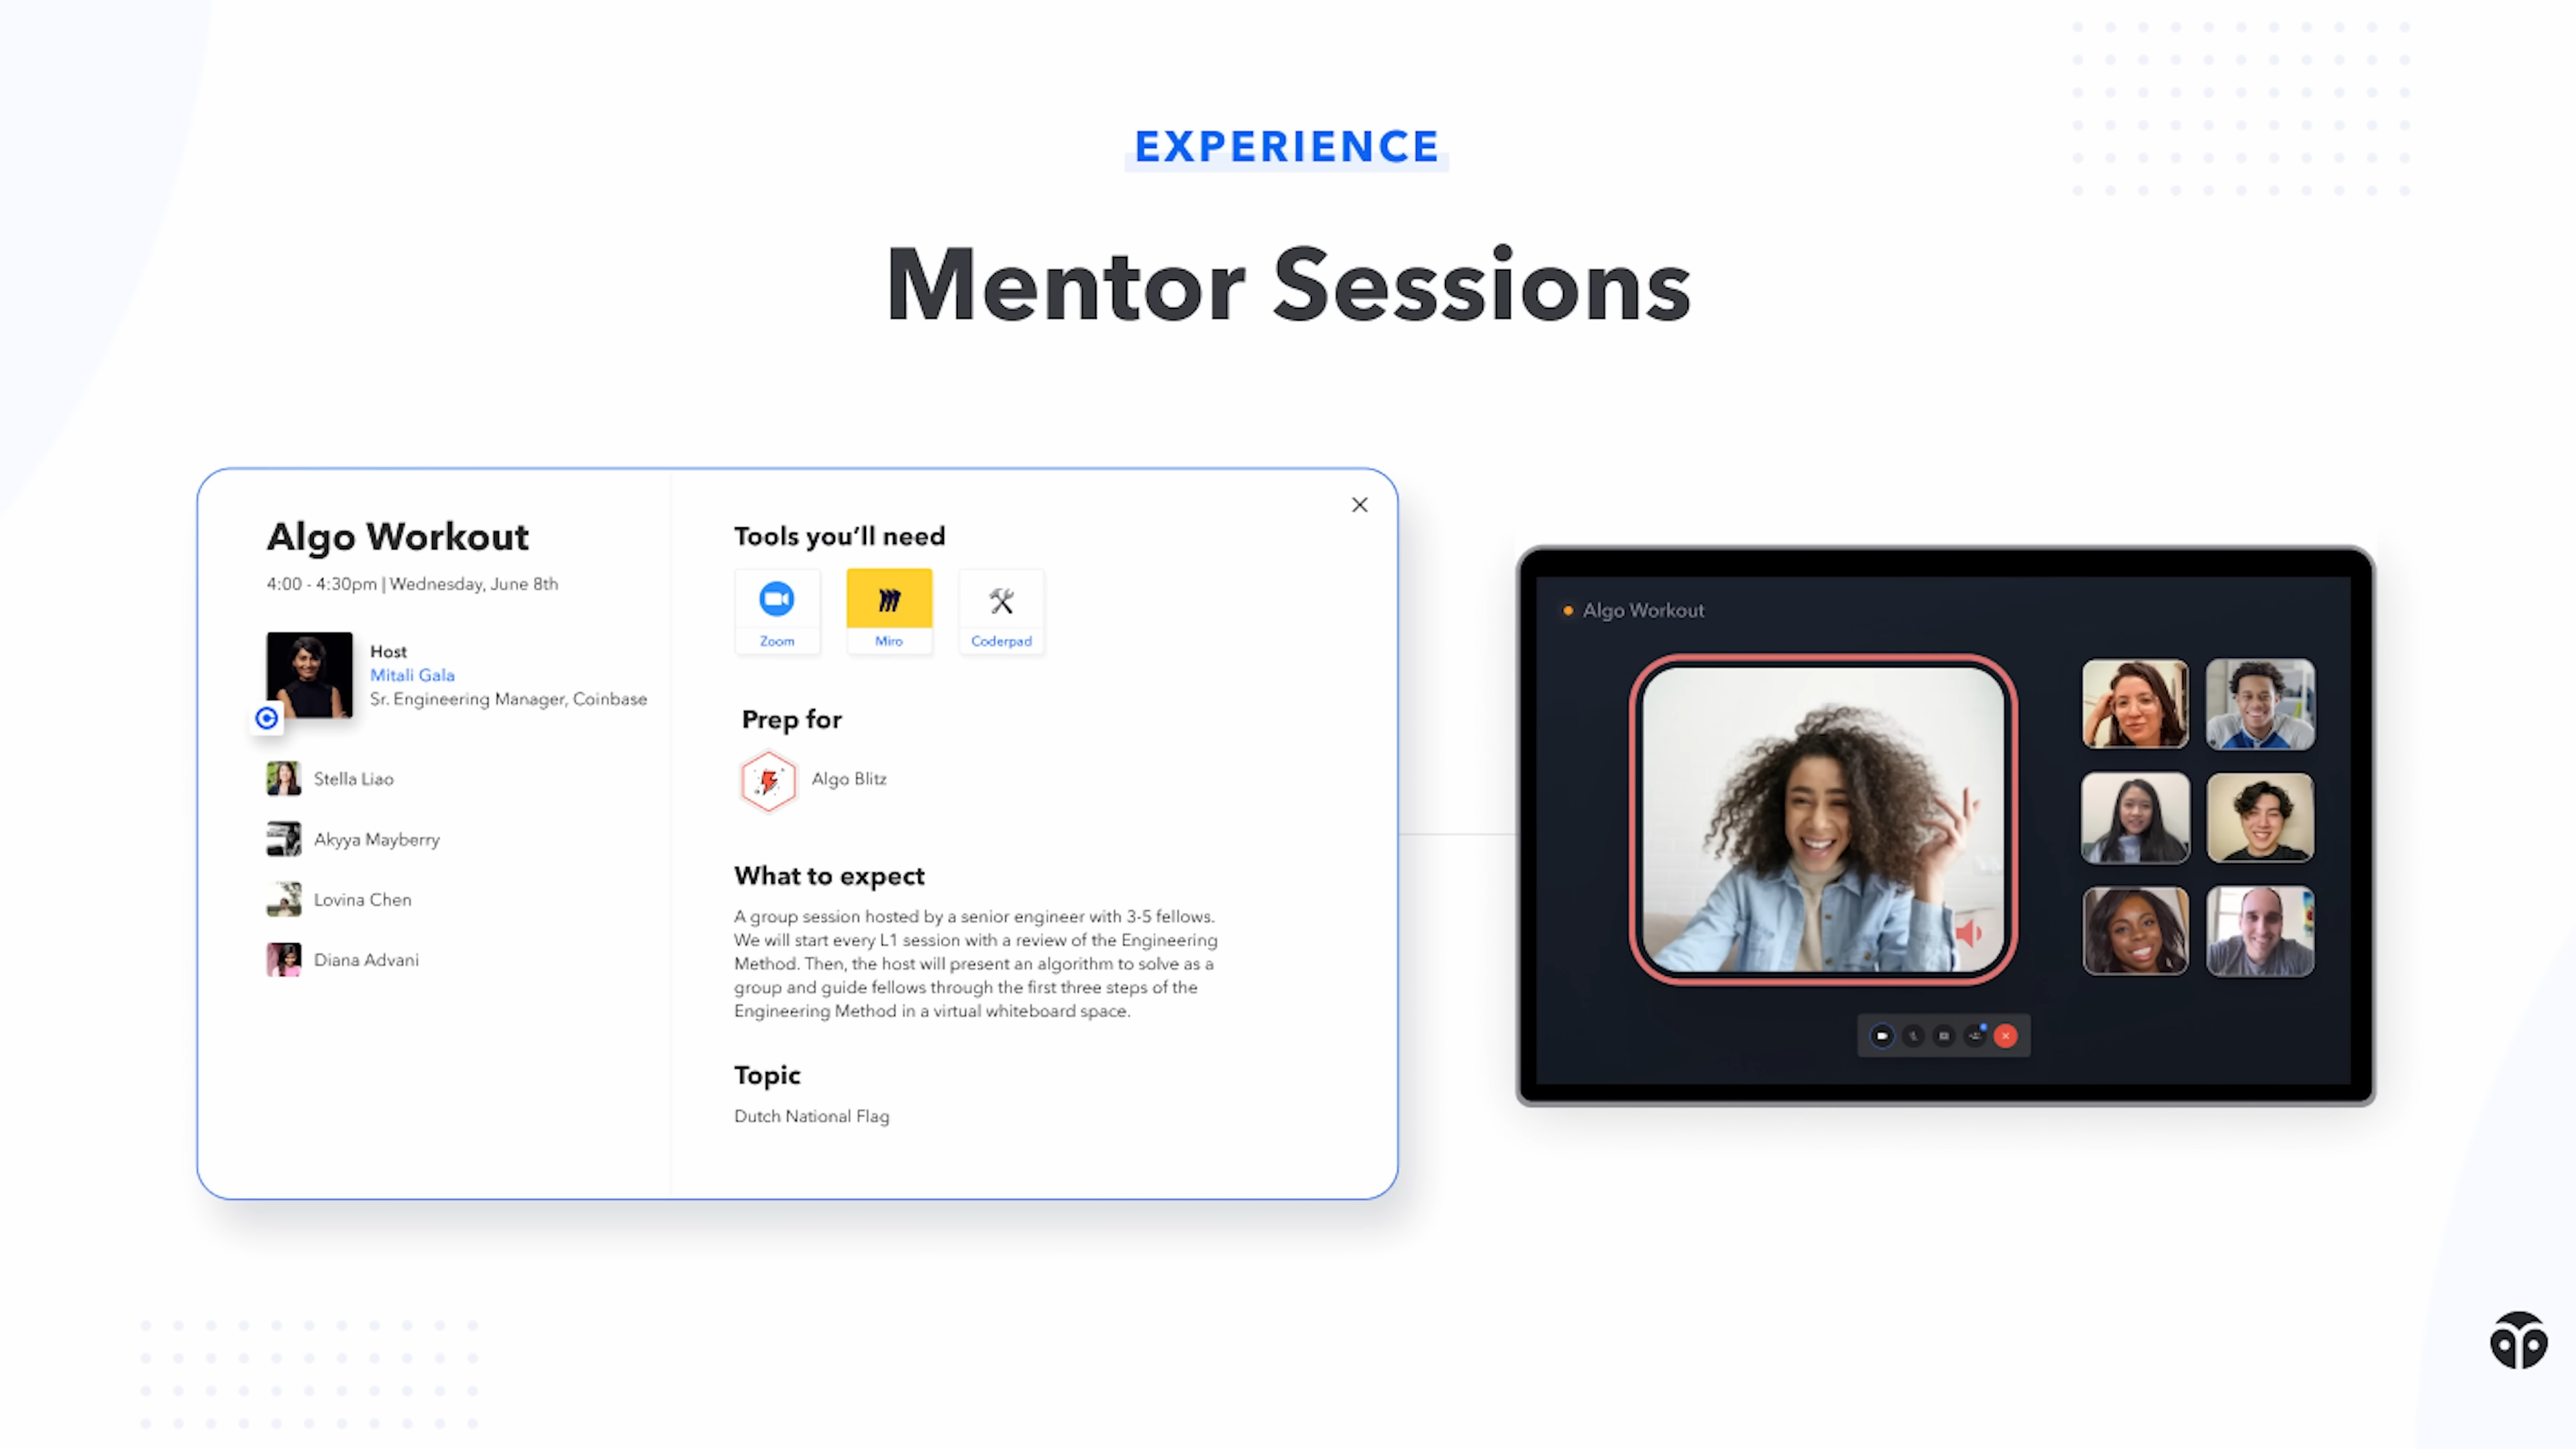 EXPERIENCE
Mentor Sessions
Algo Workout
4:00 - 4:30pm | Wednesday, June 8th
Host
Mitali Gala
Sr. Engineering Manager, Coinbase
Stella Liao
Akyya Mayberry
Lovina Chen
Diana Advani
Tools you’ll need
Zoom
Miro
Coderpad
Prep for
Algo Blitz
What to expect
A group session hosted by a senior engineer with 3-5 fellows.
We will start every L1 session with a review of the Engineering
Method. Then, the host will present an algorithm to solve as a
group and guide fellows through the first three steps of the
Engineering Method in a virtual whiteboard space.
Topic
Dutch National Flag
Algo Workout